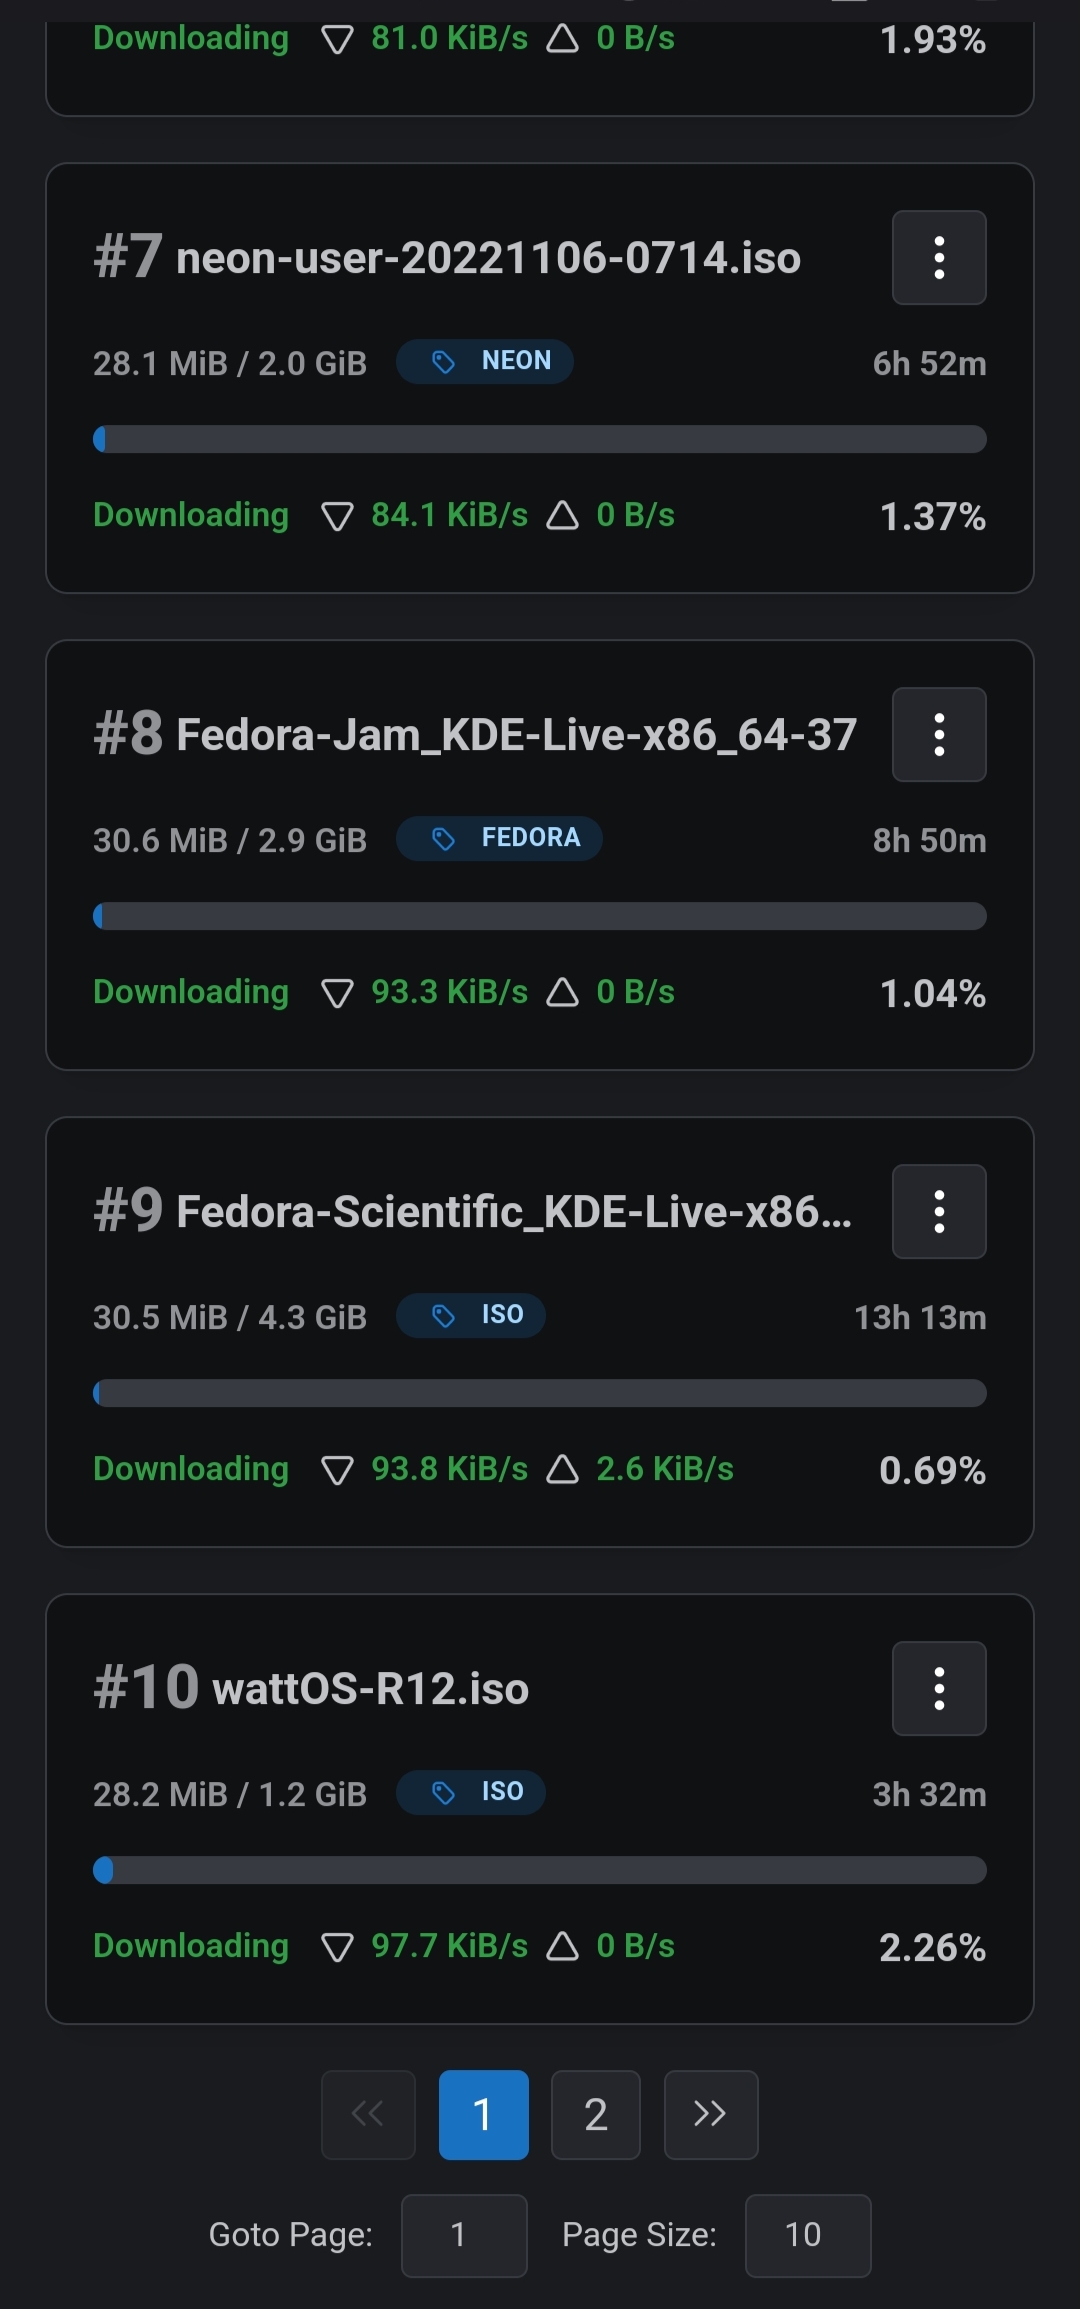 Downloading 81.0 KiB/s 0 B/s 1.93%
#7 neon-user-20221106-0714.iso
28.1 MiB / 2.0 GiB NEON 6h 52m
Downloading 84.1 KiB/s 0 B/s 1.37%
#8 Fedora-Jam_KDE-Live-x86_64-37
30.6 MiB / 2.9 GiB FEDORA 8h 50m
Downloading 93.3 KiB/s 0 B/s 1.04%
#9 Fedora-Scientific_KDE-Live-x86...
30.5 MiB / 4.3 GiB ISO 13h 13m
Downloading 93.8 KiB/s 2.6 KiB/s 0.69%
#10 wattOS-R12.iso
28.2 MiB / 1.2 GiB ISO 3h 32m
Downloading 97.7 KiB/s 0 B/s 2.26%
1 2
Goto Page: 1 Page Size: 10